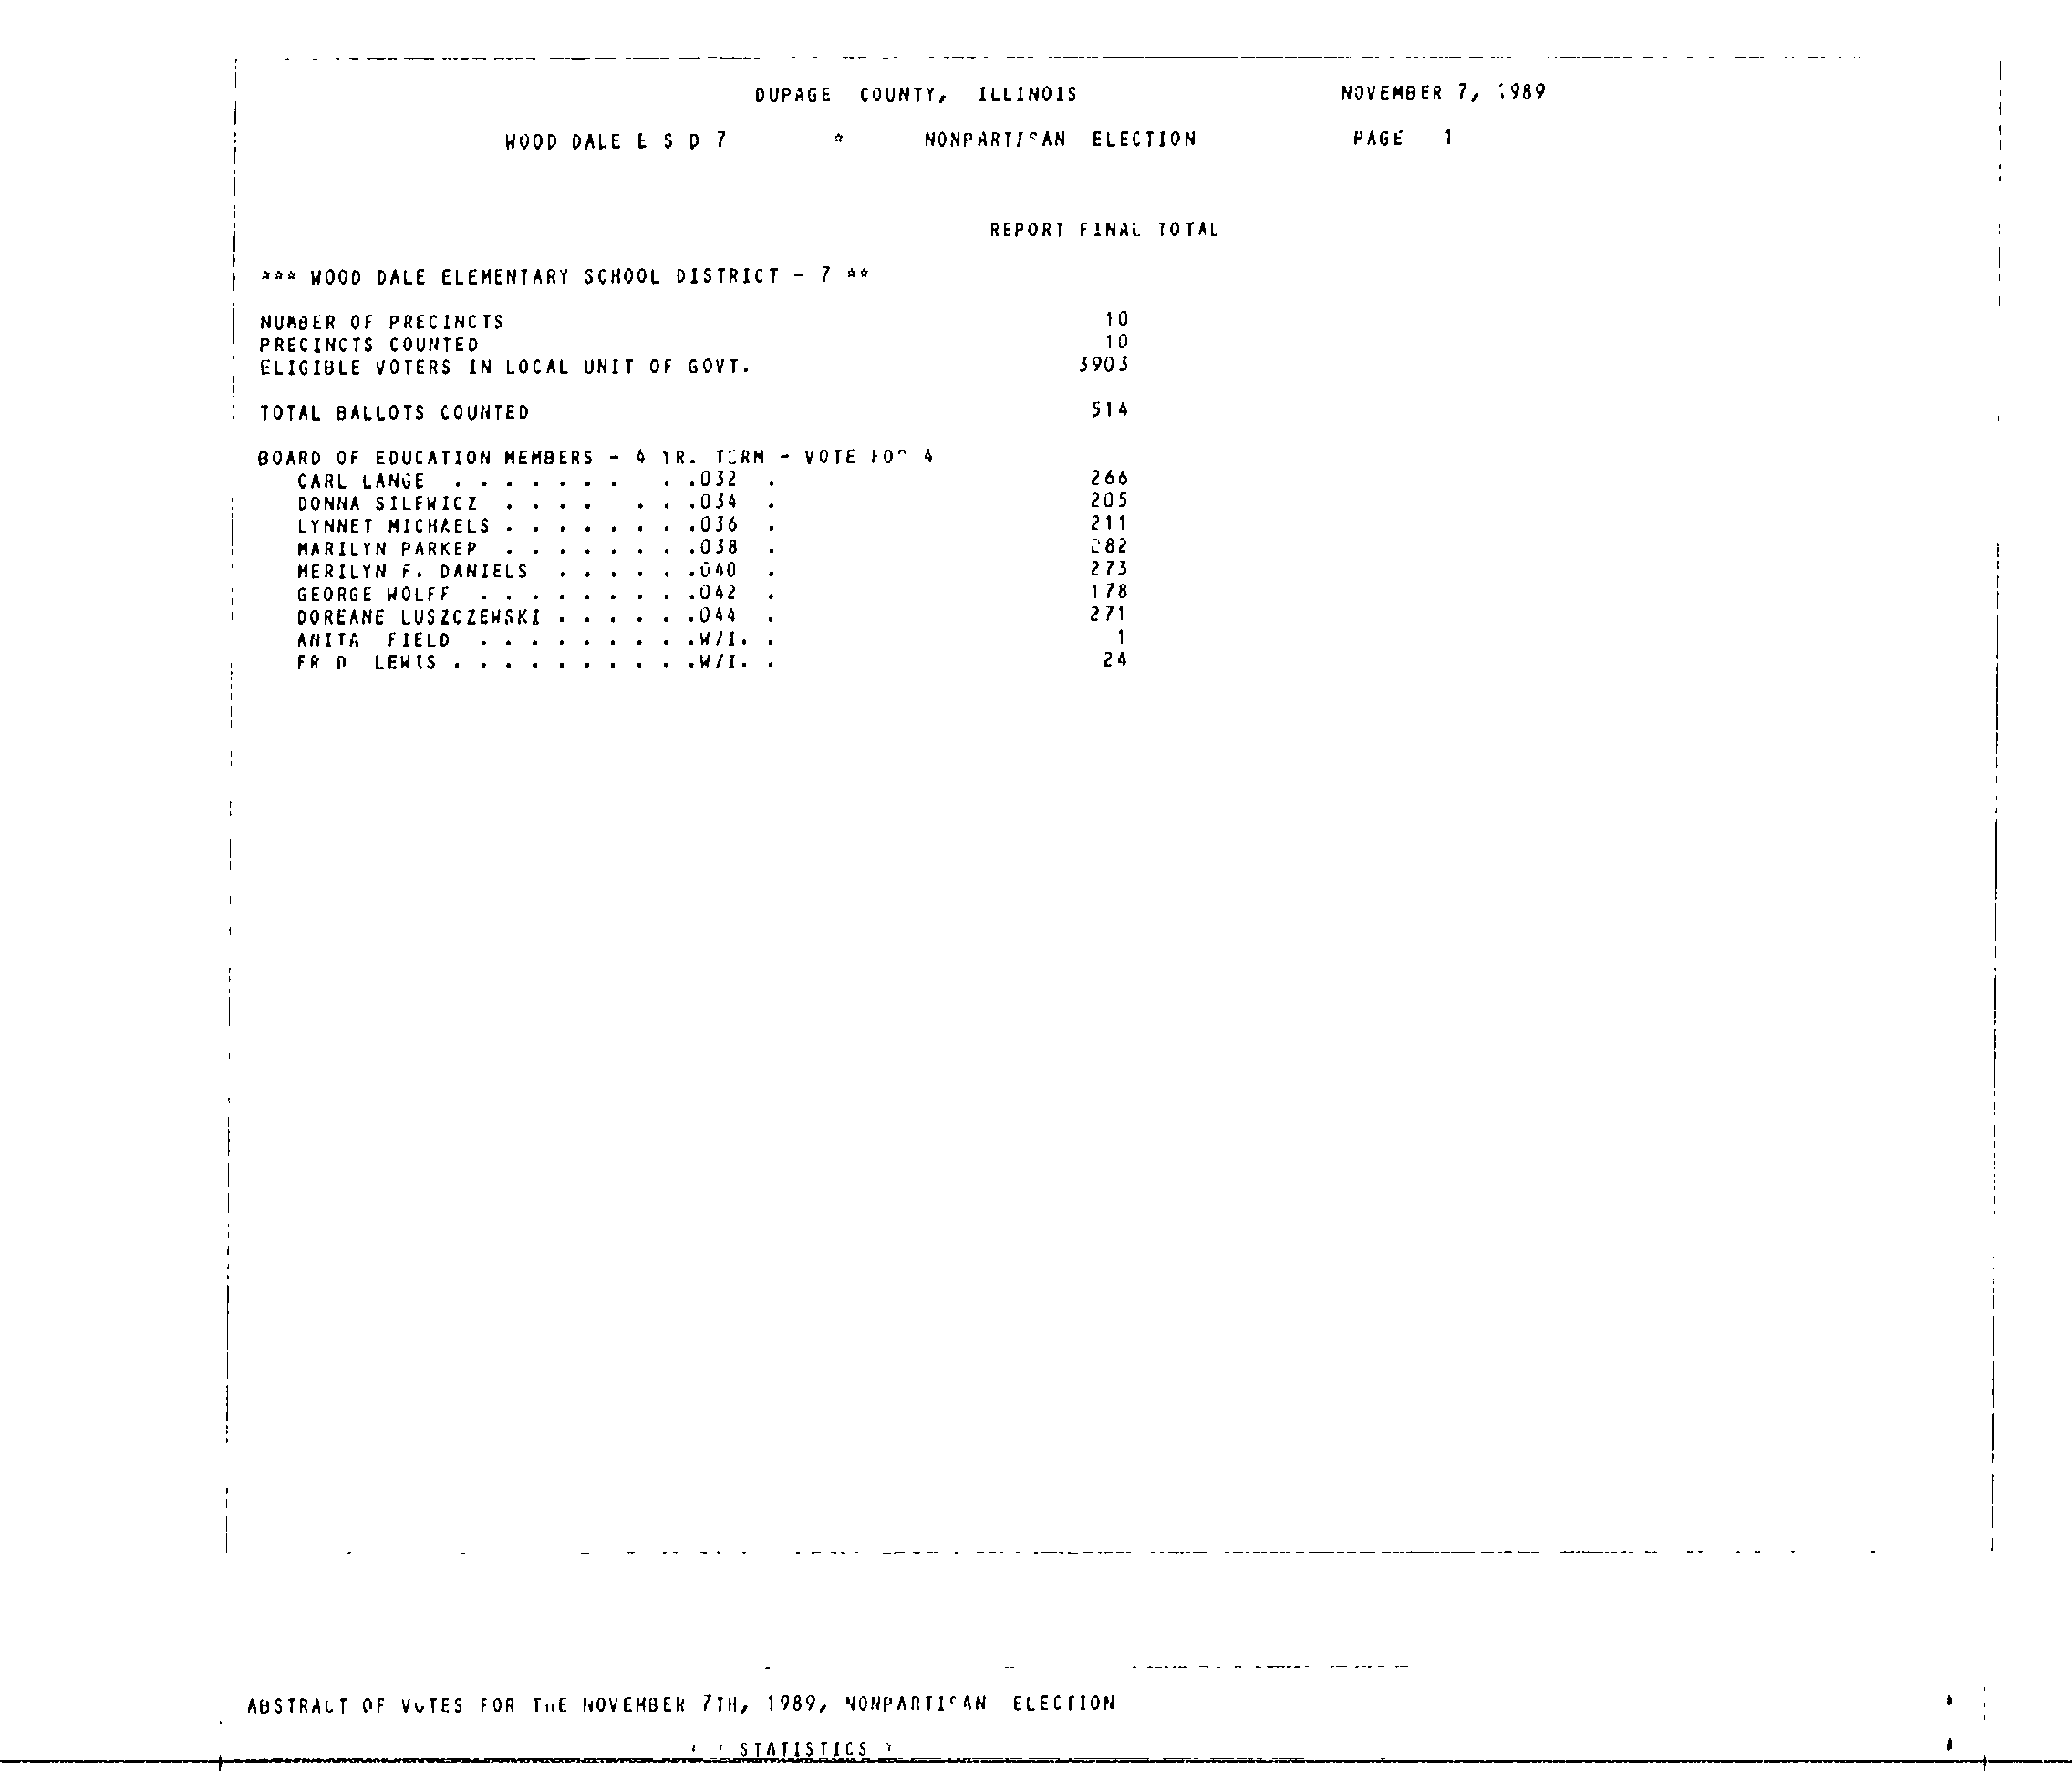 DUPAGE COUNTY, ILLINOIS NOVEMBER 7, 1989
WOOD DALE E S D 7 * NONPARTISAN ELECTION PAGE 1
REPORT FINAL TOTAL
*** WOOD DALE ELEMENTARY SCHOOL DISTRICT - 7 **
NUMBER OF PRECINCTS 10
PRECINCTS COUNTED 10
ELIGIBLE VOTERS IN LOCAL UNIT OF GOVT. 3903
TOTAL BALLOTS COUNTED 514
BOARD OF EDUCATION MEMBERS - 4 YR. TERM - VOTE FOR 4
CARL LANGE . . . . . . . . .032 . 266
DONNA SILEWICZ . . . . . . .034 . 205
LYNNET MICHAELS . . . . . . . .036 . 211
MARILYN PARKER . . . . . . . .038 . 282
MERILYN F. DANIELS . . . . . .040 . 273
GEORGE WOLFF . . . . . . . . .042 . 178
DOREANE LUSZCZEWSKI . . . . . .044 . 271
ANITA FIELD . . . . . . . . .W/I. . 1
LEWIS . . . . . . . . . .W/I. . 24
ABSTRACT OF VOTES FOR THE NOVEMBER 7TH, 1989, NONPARTISAN ELECTION
STATISTICS